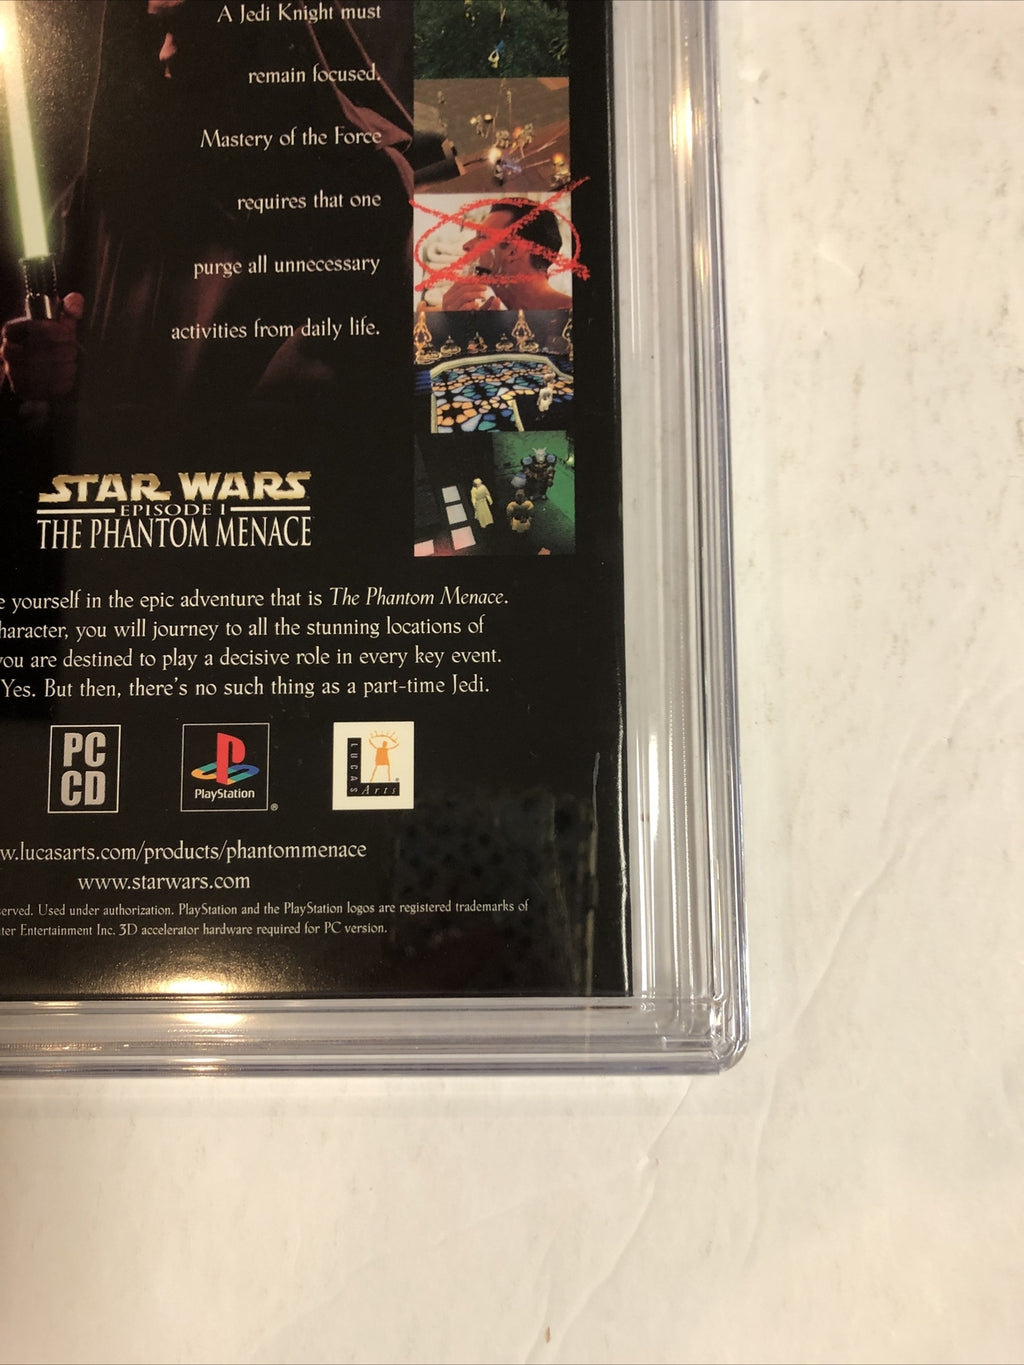 A Jedi Knight must
remain focused.
Mastery of the Force
requires that one
purge all unnecessary
activities from daily life.
STAR WARS
EPISODE I
THE PHANTOM MENACE
yourself in the epic adventure that is The Phantom Menace.
you will journey to all the stunning locations of
you are destined to play a decisive role in every key event.
Yes. But then, there's no such thing as a part-time Jedi.
PC
CD
PlayStation
®
LUCAS
Arts
w.lucasarts.com/products/phantommenace
www.starwars.com
erved. Used under authorization. PlayStation and the PlayStation logos are registered trademarks of
ter Entertainment Inc. 3D accelerator hardware required for PC version.